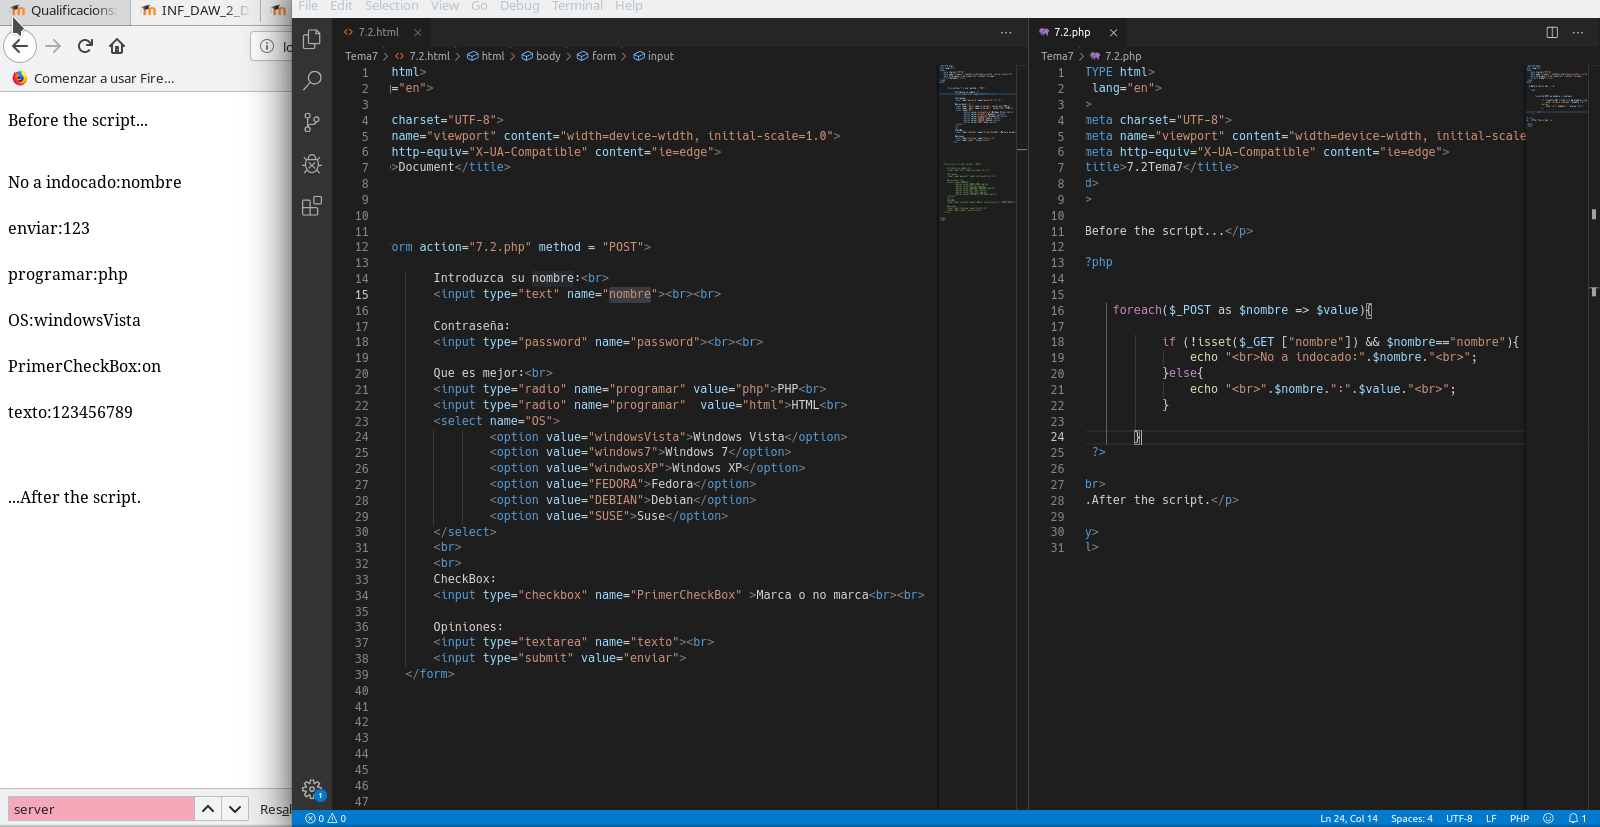 Qualificacions
INF_DAW_2_D
Comenzar a usar Fire...
Before the script...
No a indocado:nombre
enviar:123
programar:php
OS:windowsVista
PrimerCheckBox:on
texto:123456789
...After the script.
server
Resal
File Edit Selection View Go Debug Terminal Help
7.2.html
Tema7 > 7.2.html > html > body > form > input
1 html>
2 ="en">
3
4 charset="UTF-8">
5 name="viewport" content="width=device-width, initial-scale=1.0">
6 http-equiv="X-UA-Compatible" content="ie=edge">
7 >Document</title>
8
9
10
11
12 orm action="7.2.php" method = "POST">
13
14 Introduzca su nombre:<br>
15 <input type="text" name="nombre"><br><br>
16
17 Contraseña:
18 <input type="password" name="password"><br><br>
19
20 Que es mejor:<br>
21 <input type="radio" name="programar" value="php">PHP<br>
22 <input type="radio" name="programar"  value="html">HTML<br>
23 <select name="OS">
24 <option value="windowsVista">Windows Vista</option>
25 <option value="windows7">Windows 7</option>
26 <option value="windwosXP">Windows XP</option>
27 <option value="FEDORA">Fedora</option>
28 <option value="DEBIAN">Debian</option>
29 <option value="SUSE">Suse</option>
30 </select>
31 <br>
32 <br>
33 CheckBox:
34 <input type="checkbox" name="PrimerCheckBox" >Marca o no marca<br><br>
35
36 Opiniones:
37 <input type="textarea" name="texto"><br>
38 <input type="submit" value="enviar">
39 </form>
40
41
42
43
44
45
46
47
7.2.php
Tema7 > 7.2.php
1 TYPE html>
2 lang="en">
3 >
4 meta charset="UTF-8">
5 meta name="viewport" content="width=device-width, initial-scale
6 meta http-equiv="X-UA-Compatible" content="ie=edge">
7 title>7.2Tema7</title>
8 d>
9 >
10
11 Before the script...</p>
12
13 ?php
14
15
16 foreach($_POST as $nombre => $value){
17
18 if (!isset($_GET ["nombre"]) && $nombre=="nombre"){
19 echo "<br>No a indocado:".$nombre."<br>";
20 }else{
21 echo "<br>".$nombre.":".$value."<br>";
22 }
23
24 }
25 ?>
26
27 br>
28 .After the script.</p>
29
30 y>
31 l>
0 0
Ln 24, Col 14 Spaces: 4 UTF-8 LF PHP 1